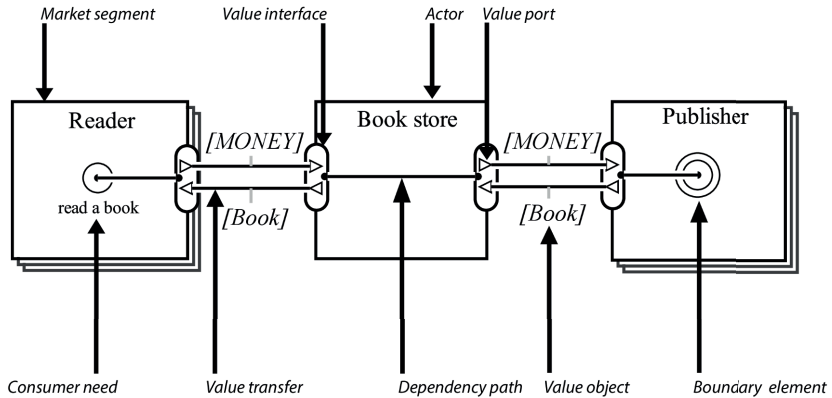 Market segment
Value interface
Actor
Value port
Reader
Book store
Publisher
[MONEY]
[MONEY]
read a book
[Book]
[Book]
Consumer need
Value transfer
Dependency path
Value object
Boundary element